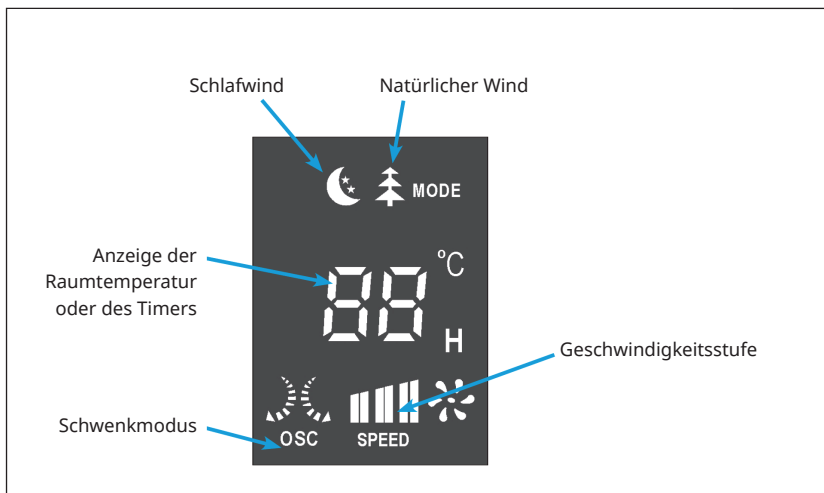 Schlafwind
Natürlicher Wind
MODE
Anzeige der
Raumtemperatur
oder des Timers
88
°C
H
Geschwindigkeitsstufe
Schwenkmodus
OSC
SPEED